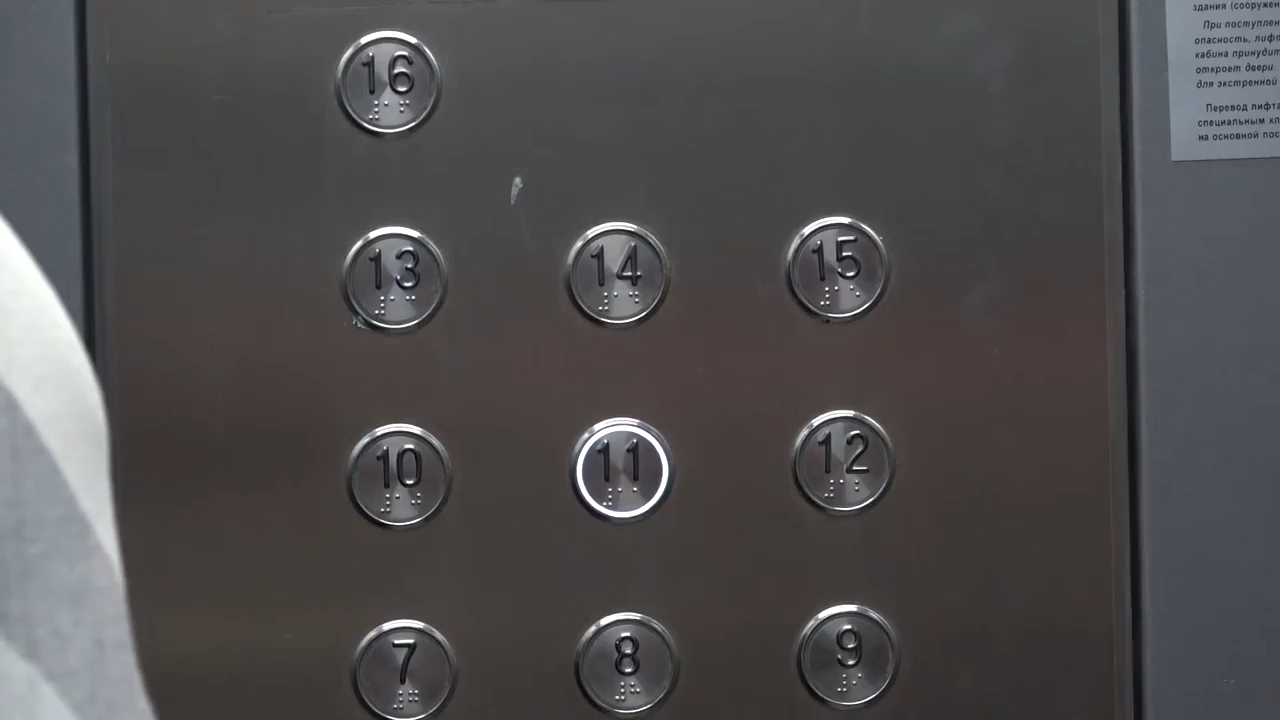 16
13 14 15
10 11 12
7 8 9
здания (сооружен
При поступлен
опасность, лифт
кабина принудит
откроет двери.
для экстренной
Перевод лифта
специальным кл
на основной пос